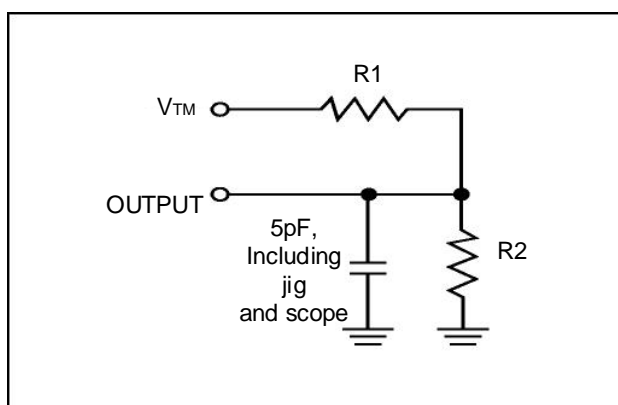 R1
VTM
OUTPUT
5pF,
Including
jig
and scope
R2